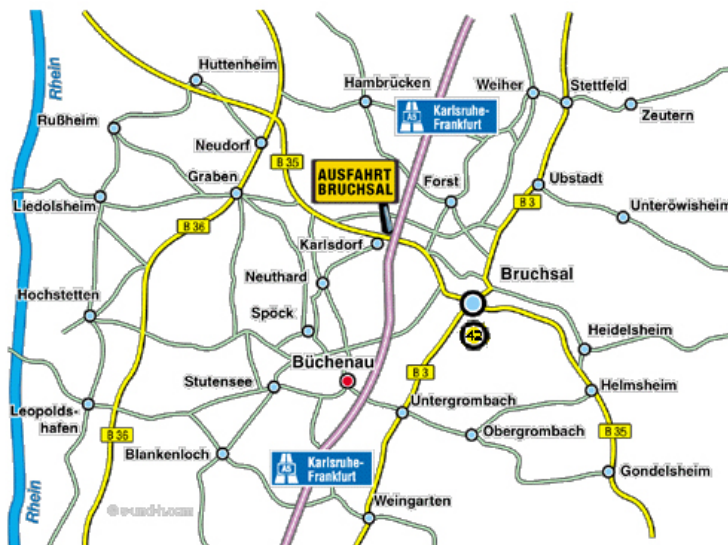 Rhein
Huttenheim
Hambrücken
Weiher
Stettfeld
Zeutern
A5
Karlsruhe-
Frankfurt
Rußheim
Neudorf
B 35
AUSFAHRT
BRUCHSAL
Graben
Forst
Ubstadt
Liedolsheim
B 3
Unteröwisheim
B 36
Karlsdorf
Neuthard
Bruchsal
Hochstetten
Spöck
42
Heidelsheim
Büchenau
Stutensee
B 3
Helmsheim
Leopolds-
hafen
Untergrombach
B 36
Obergrombach
B 35
Blankenloch
A5
Karlsruhe-
Frankfurt
Gondelsheim
Rhein
Weingarten